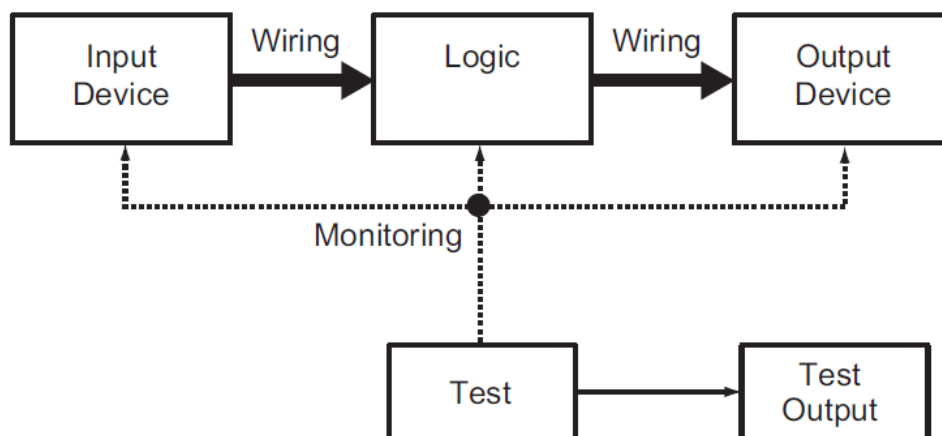 Wiring
Wiring
Input
Device
Logic
Output
Device
Monitoring
Test
Test
Output